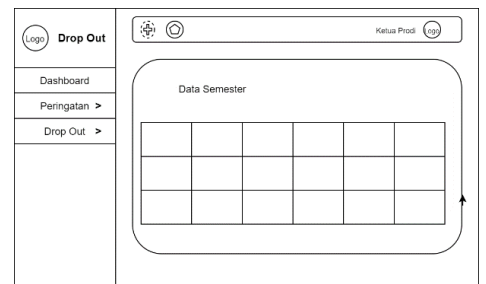 Logo
Drop Out
Ketua Prodi
Logo
Dashboard
Peringatan >
Drop Out >
Data Semester